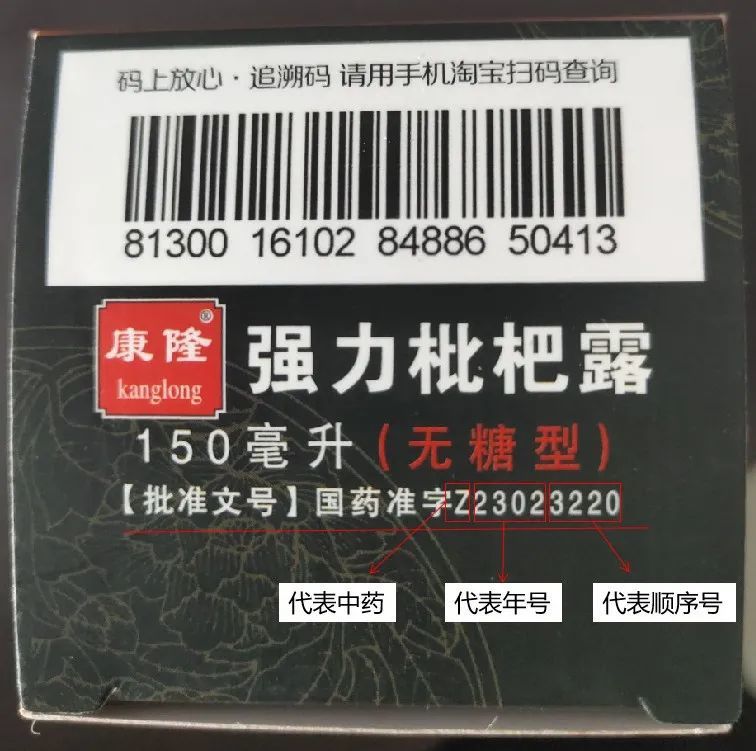 码上放心·追溯码 请用手机淘宝扫码查询
81300 16102 84886 50413
康隆®
kanglong
强力枇杷露
150毫升(无糖型)
【批准文号】国药准字Z23023220
代表中药
代表年号
代表顺序号